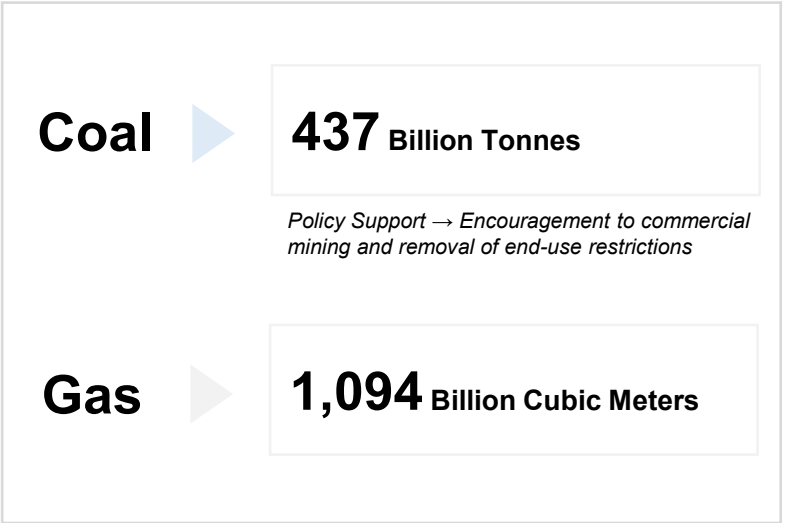 Coal
437 Billion Tonnes
Policy Support → Encouragement to commercial
mining and removal of end-use restrictions
Gas
1,094 Billion Cubic Meters